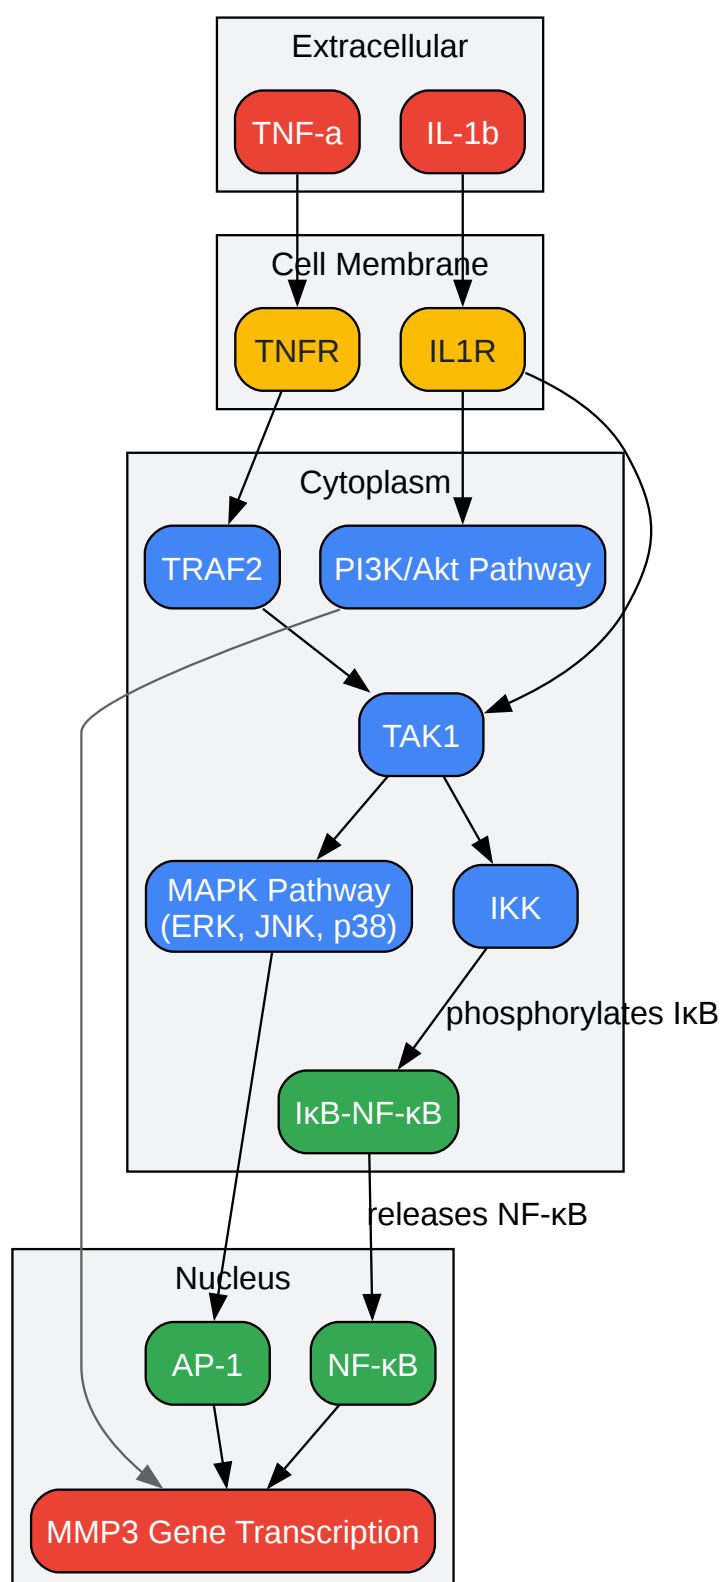 Extracellular
TNF-a
IL-1b
Cell Membrane
TNFR
IL1R
Cytoplasm
TRAF2
PI3K/Akt Pathway
TAK1
MAPK Pathway
(ERK, JNK, p38)
IKK
phosphorylates IκB
IκB-NF-κB
releases NF-κB
Nucleus
AP-1
NF-κB
MMP3 Gene Transcription